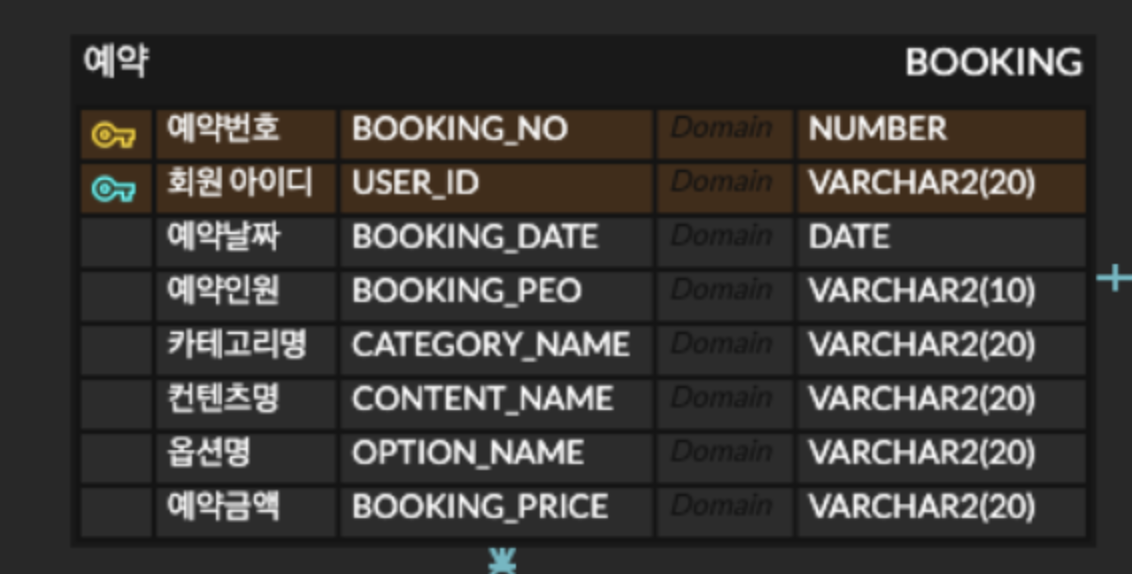 예약 BOOKING
예약번호 BOOKING_NO Domain NUMBER
회원 아이디 USER_ID Domain VARCHAR2(20)
예약날짜 BOOKING_DATE Domain DATE
예약인원 BOOKING_PEO Domain VARCHAR2(10)
카테고리명 CATEGORY_NAME Domain VARCHAR2(20)
컨텐츠명 CONTENT_NAME Domain VARCHAR2(20)
옵션명 OPTION_NAME Domain VARCHAR2(20)
예약금액 BOOKING_PRICE Domain VARCHAR2(20)